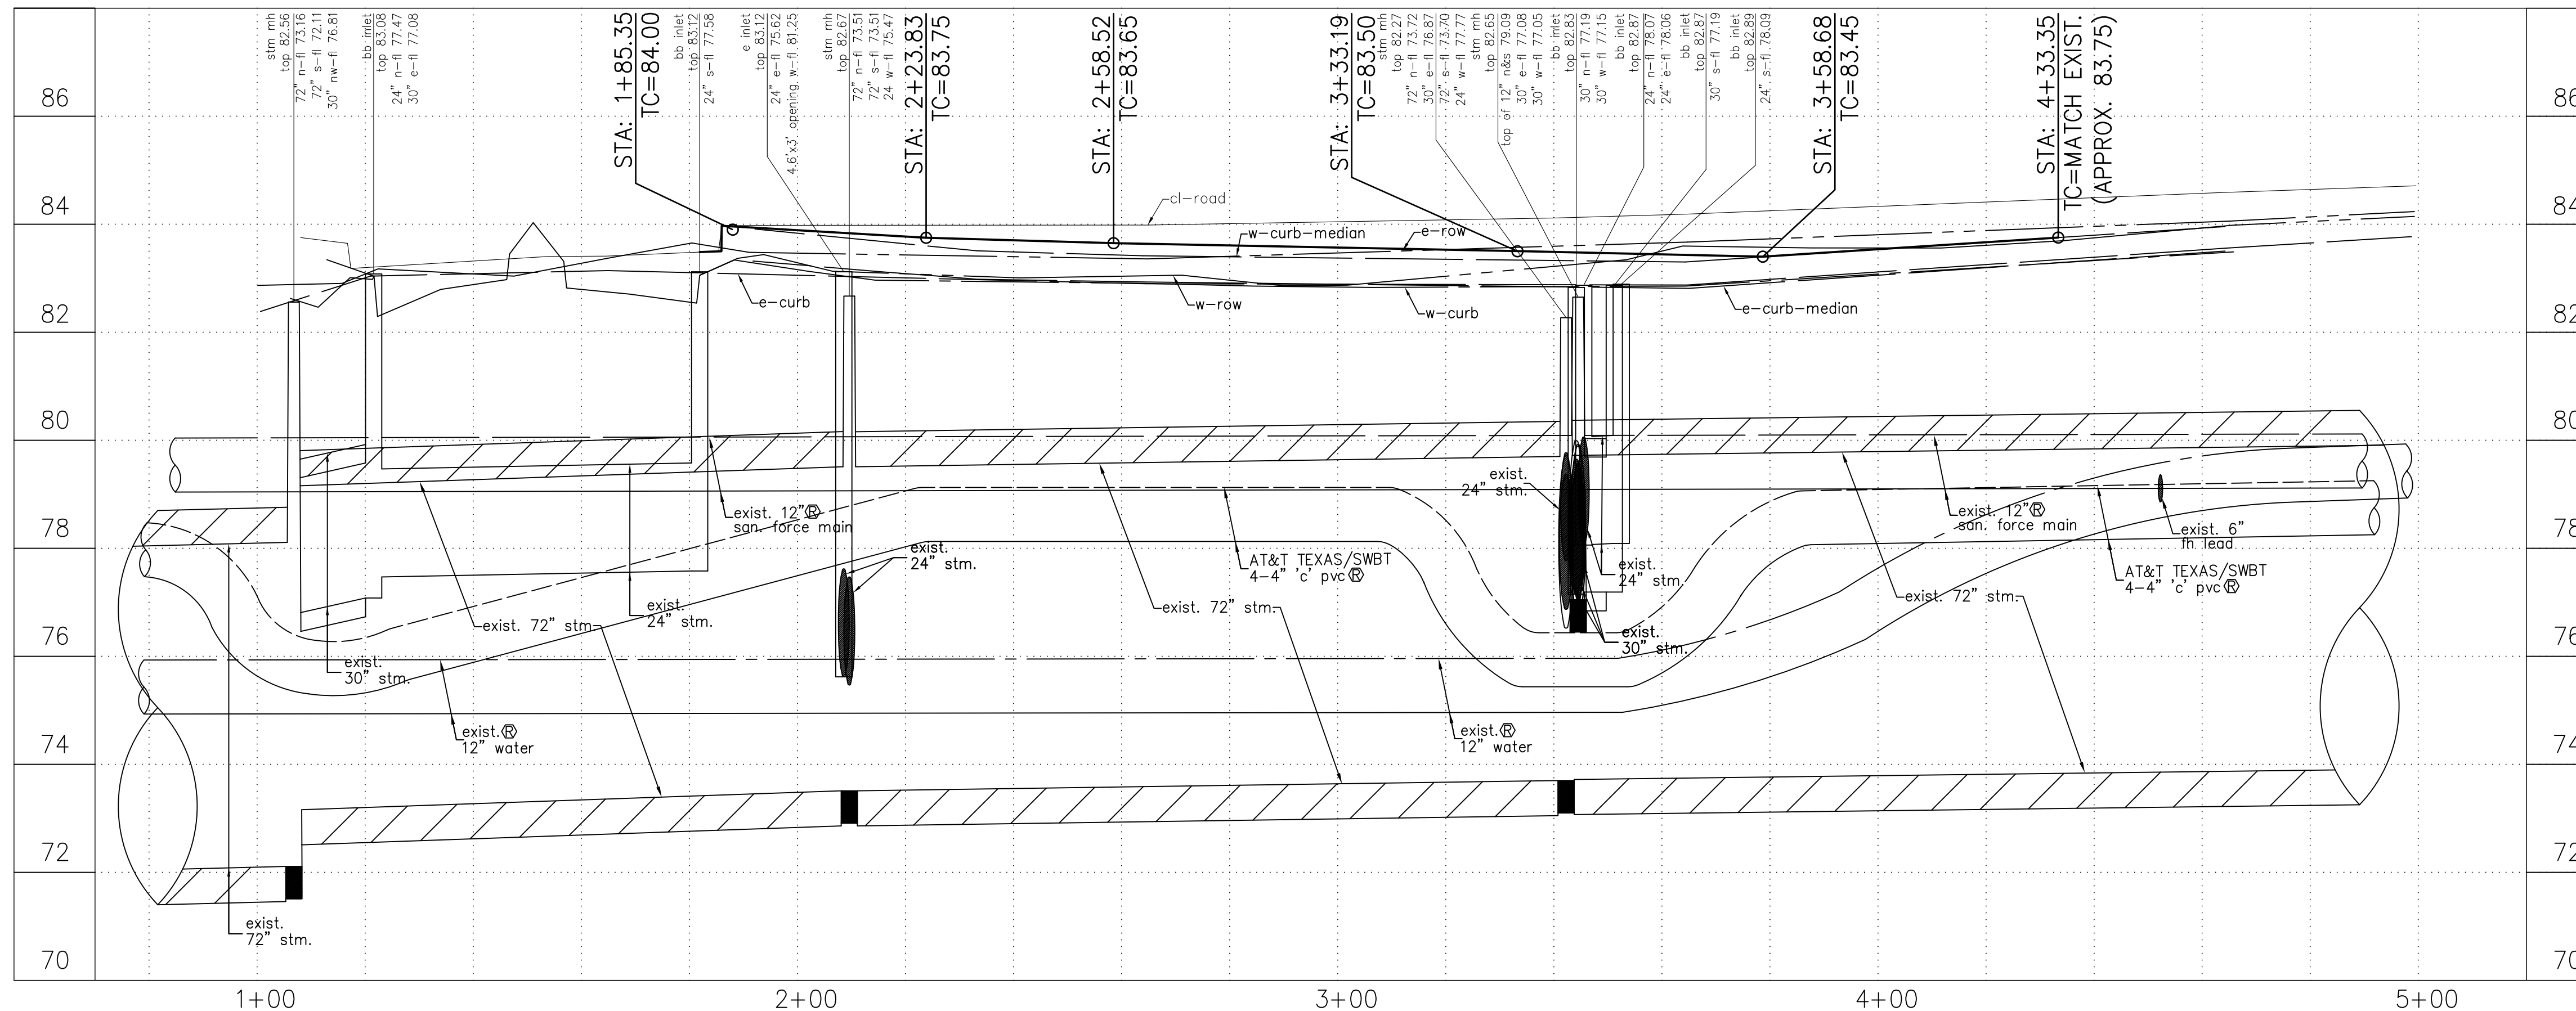 stm mh
top 82.56
72" n-fl 73.16
72" s-fl 72.11
30" nw-fl 76.81
bb inlet
top 83.08
24" n-fl 77.47
30" e-fl 77.08
STA: 1+85.35
TC=84.00
bb inlet
top 83.12
24" s-fl 77.58
e inlet
top 83.12
24" e-fl 75.62
4.6'x3' opening w-fl 81.25
stm mh
top 82.67
72" n-fl 73.51
72" s-fl 73.51
24 w-fl 75.47
STA: 2+23.83
TC=83.75
STA: 2+58.52
TC=83.65
STA: 3+33.19
TC=83.50
stm mh
top 82.27
72" n-fl 73.72
30" e-fl 76.87
72" s-fl 73.70
24" w-fl 77.77
stm mh
top 82.65
top of 12" n&s 79.09
30" e-fl 77.08
30" w-fl 77.05
bb inlet
top 82.83
30" n-fl 77.19
30" w-fl 77.15
bb inlet
top 82.87
24" n-fl 78.07
24" e-fl 78.06
bb inlet
top 82.87
30" s-fl 77.19
bb inlet
top 82.89
24" s-fl 78.09
STA: 3+58.68
TC=83.45
STA: 4+33.35
TC=MATCH EXIST.
(APPROX. 83.75)
86
86
84
84
82
82
80
80
78
78
76
76
74
74
72
72
70
70
cl-road
w-curb-median
e-row
e-curb
w-row
w-curb
e-curb-median
exist. 12"Ⓡ
san. force main
exist.
24" stm.
AT&T TEXAS/SWBT
4-4" 'c' pvcⓇ
exist.
24" stm.
exist.
24" stm.
exist. 12"Ⓡ
san. force main
exist. 6"
fh lead
AT&T TEXAS/SWBT
4-4" 'c' pvcⓇ
exist. 72" stm.
exist.
24" stm.
exist. 72" stm.
exist. 72" stm.
exist.
30" stm.
exist.
30" stm.
exist.Ⓡ
12" water
exist.Ⓡ
12" water
exist.
72" stm.
1+00
2+00
3+00
4+00
5+00